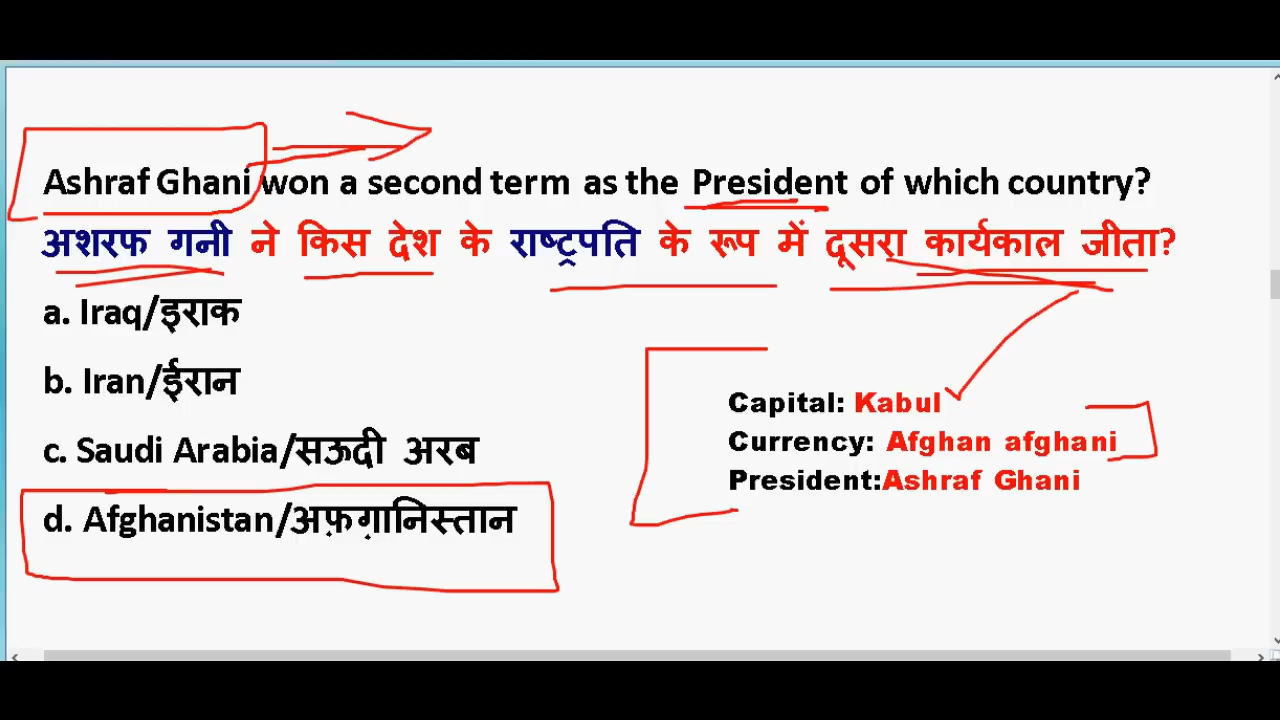 Ashraf Ghani won a second term as the President of which country?
अशरफ गनी ने किस देश के राष्ट्रपति के रूप में दूसरा कार्यकाल जीता?
a. Iraq/इराक
b. Iran/ईरान
c. Saudi Arabia/सऊदी अरब
d. Afghanistan/अफ़ग़ानिस्तान
Capital: Kabul
Currency: Afghan afghani
President:Ashraf Ghani